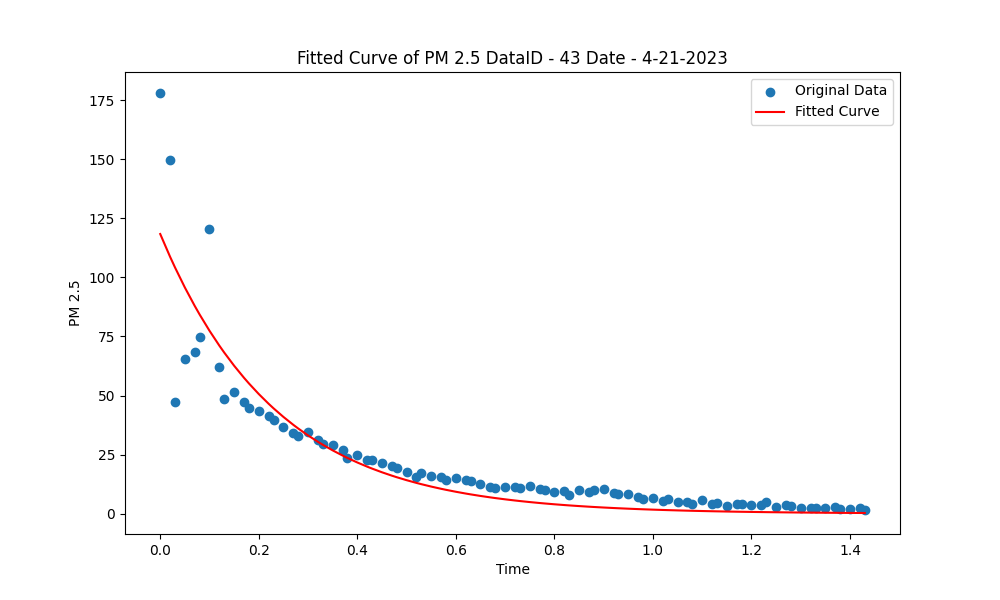 Fitted Curve of PM 2.5 DataID - 43 Date - 4-21-2023
Original Data
Fitted Curve
175
150
125
100
75
50
25
0
PM 2.5
0.0 0.2 0.4 0.6 0.8 1.0 1.2 1.4
Time